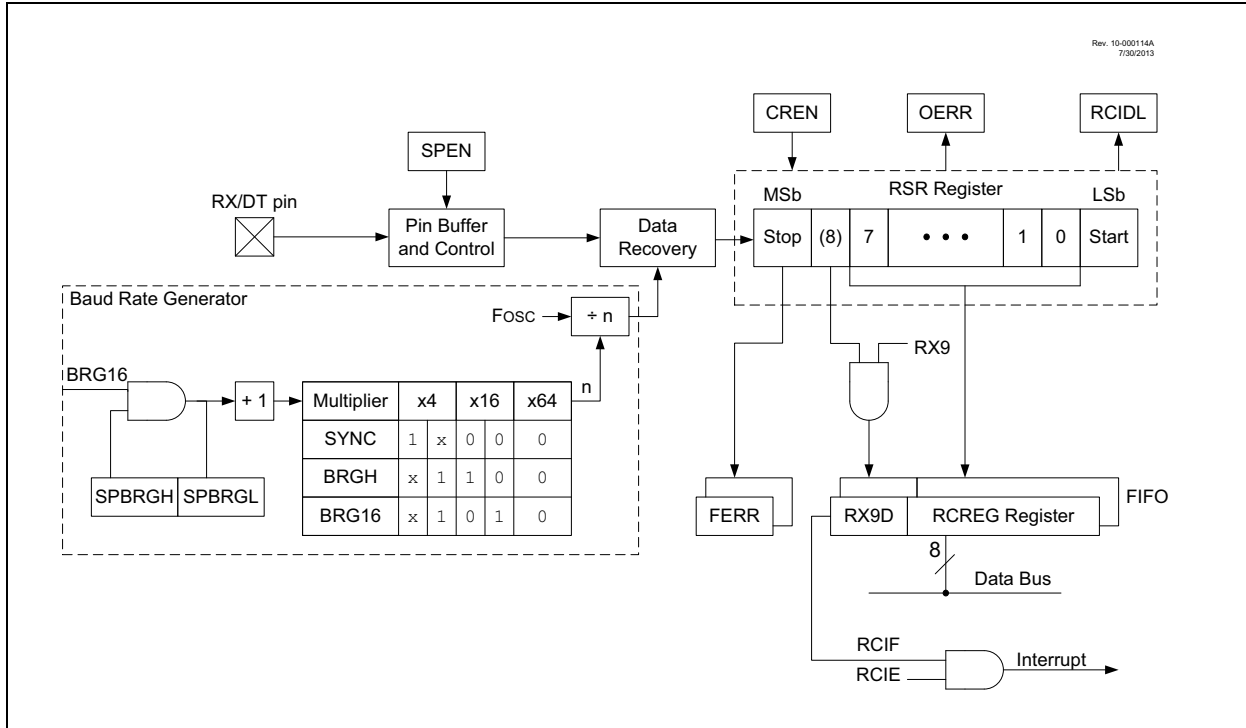 Rev. 10-000114A
7/30/2013
CREN
OERR
RCIDL
SPEN
RX/DT pin
Pin Buffer
and Control
Data
Recovery
RSR Register
MSb
LSb
Stop (8) 7 • • • 1 0 Start
Baud Rate Generator
FOSC
÷ n
RX9
BRG16
+ 1
n
Multiplier x4 x16 x64
SYNC 1 x 0 0 0
BRGH x 1 1 0 0
BRG16 x 1 0 1 0
SPBRGH SPBRGL
FERR
RX9D RCREG Register
FIFO
8
Data Bus
RCIF
RCIE
Interrupt